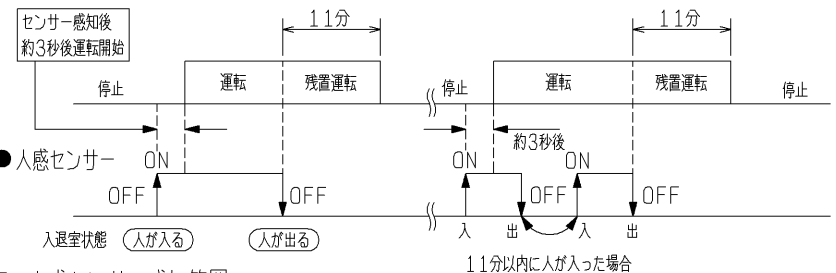 センサー感知後
約3秒後運転開始
11分
11分
停止
運転
残置運転
停止
運転
残置運転
停止
約3秒後
● 人感センサー
ON
OFF
OFF
ON
OFF
ON
OFF
入退室状態
人が入る
人が出る
入
出
入
出
11分以内に人が入った場合